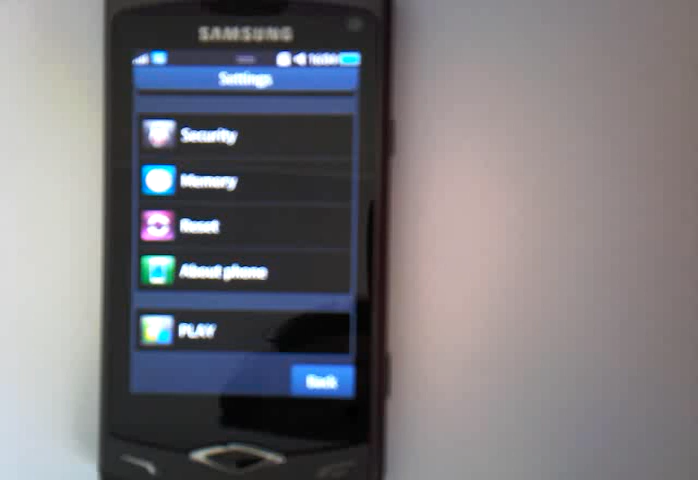 SAMSUNG
Settings
Security
Memory
Reset
About phone
PLAY
Back